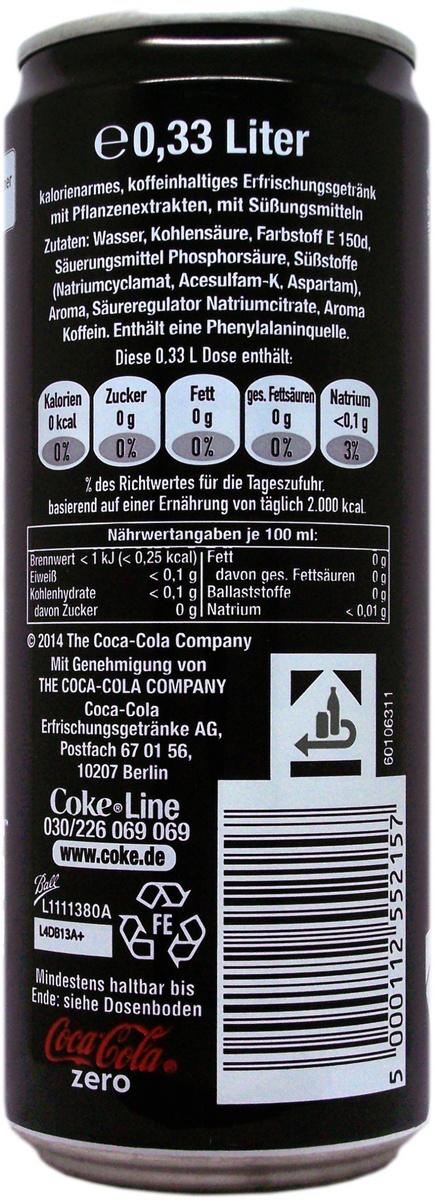 ℮0,33 Liter
kalorienarmes, koffeinhaltiges Erfrischungsgetränk
mit Pflanzenextrakten, mit Süßungsmitteln
Zutaten: Wasser, Kohlensäure, Farbstoff E 150d,
Säuerungsmittel Phosphorsäure, Süßstoffe
(Natriumcyclamat, Acesulfam-K, Aspartam),
Aroma, Säureregulator Natriumcitrate, Aroma
Koffein. Enthält eine Phenylalaninquelle.
Diese 0,33 L Dose enthält:
Kalorien Zucker Fett ges. Fettsäuren Natrium
0 kcal 0 g 0 g 0 g <0,1 g
0% 0% 0% 0% 3%
% des Richtwertes für die Tageszufuhr.
basierend auf einer Ernährung von täglich 2.000 kcal.
Nährwertangaben je 100 ml:
Brennwert < 1 kJ (< 0,25 kcal) Fett 0 g
Eiweiß < 0,1 g davon ges. Fettsäuren 0 g
Kohlenhydrate < 0,1 g Ballaststoffe 0 g
davon Zucker 0 g Natrium < 0,01 g
© 2014 The Coca-Cola Company
Mit Genehmigung von
THE COCA-COLA COMPANY
Coca-Cola
Erfrischungsgetränke AG,
Postfach 67 01 56,
10207 Berlin
60106311
Coke® Line
030/226 069 069
www.coke.de
Ball
L1111380A
L4DB13A+
FE
Mindestens haltbar bis
Ende: siehe Dosenboden
Coca-Cola®
zero
5 000112 552157